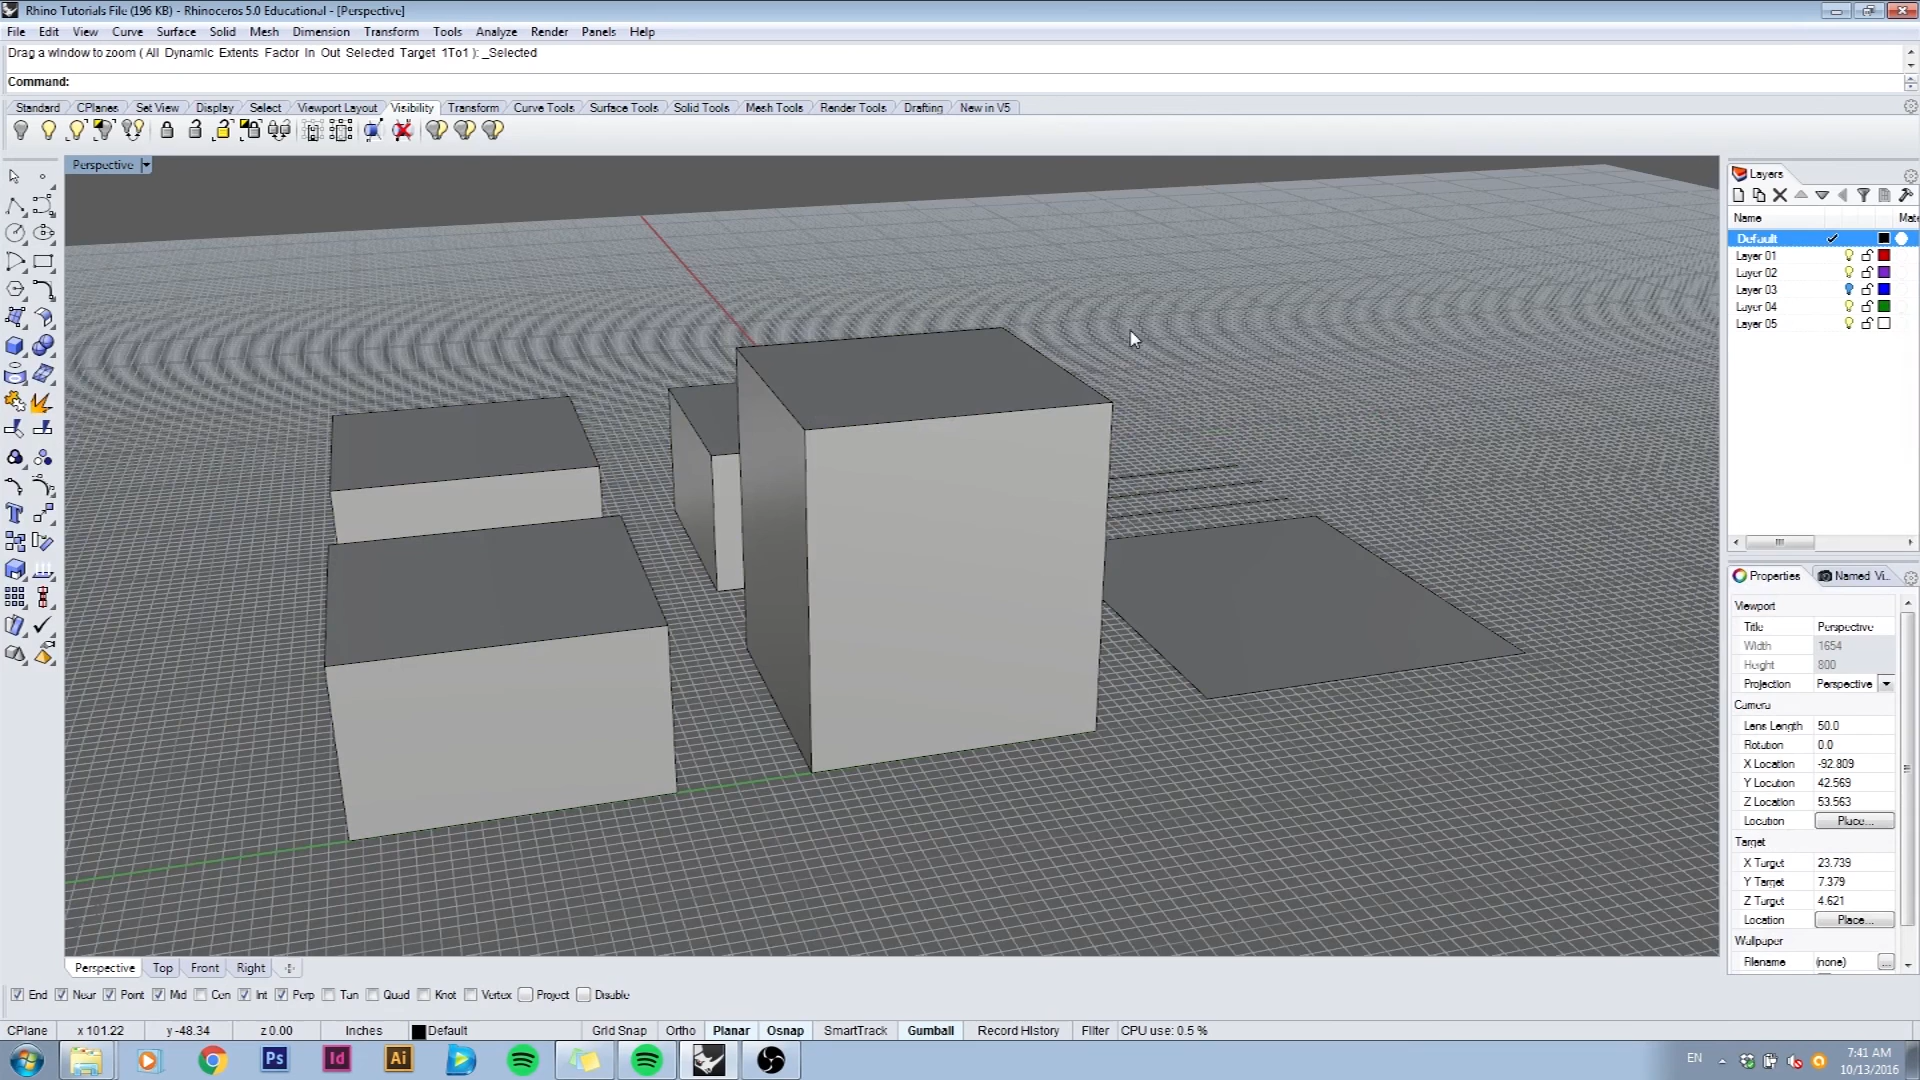 Rhino Tutorials File (196 KB) - Rhinoceros 5.0 Educational - [Perspective]
File Edit View Curve Surface Solid Mesh Dimension Transform Tools Analyze Render Panels Help
Drag a window to zoom ( All Dynamic Extents Factor In Out Selected Target 1To1 ): _Selected
Command:
Standard CPlanes Set View Display Select Viewport Layout Visibility Transform Curve Tools Surface Tools Solid Tools Mesh Tools Render Tools Drafting New in V5
Perspective
Layers
Name Mate
Default
Layer 01
Layer 02
Layer 03
Layer 04
Layer 05
Properties Named Vi...
Viewport
Title Perspective
Width 1654
Height 800
Projection Perspective
Camera
Lens Length 50.0
Rotation 0.0
X Location -92.809
Y Location 42.569
Z Location 53.563
Location Place...
Target
X Target 23.739
Y Target 7.379
Z Target 4.621
Location Place...
Wallpaper
Filename (none) ...
Perspective Top Front Right
End Near Point Mid Cen Int Perp Tan Quad Knot Vertex Project Disable
CPlane x 101.22 y -48.34 z 0.00 Inches Default Grid Snap Ortho Planar Osnap SmartTrack Gumball Record History Filter CPU use: 0.5 %
Ps Id Ai
EN 7:41 AM
10/13/2016